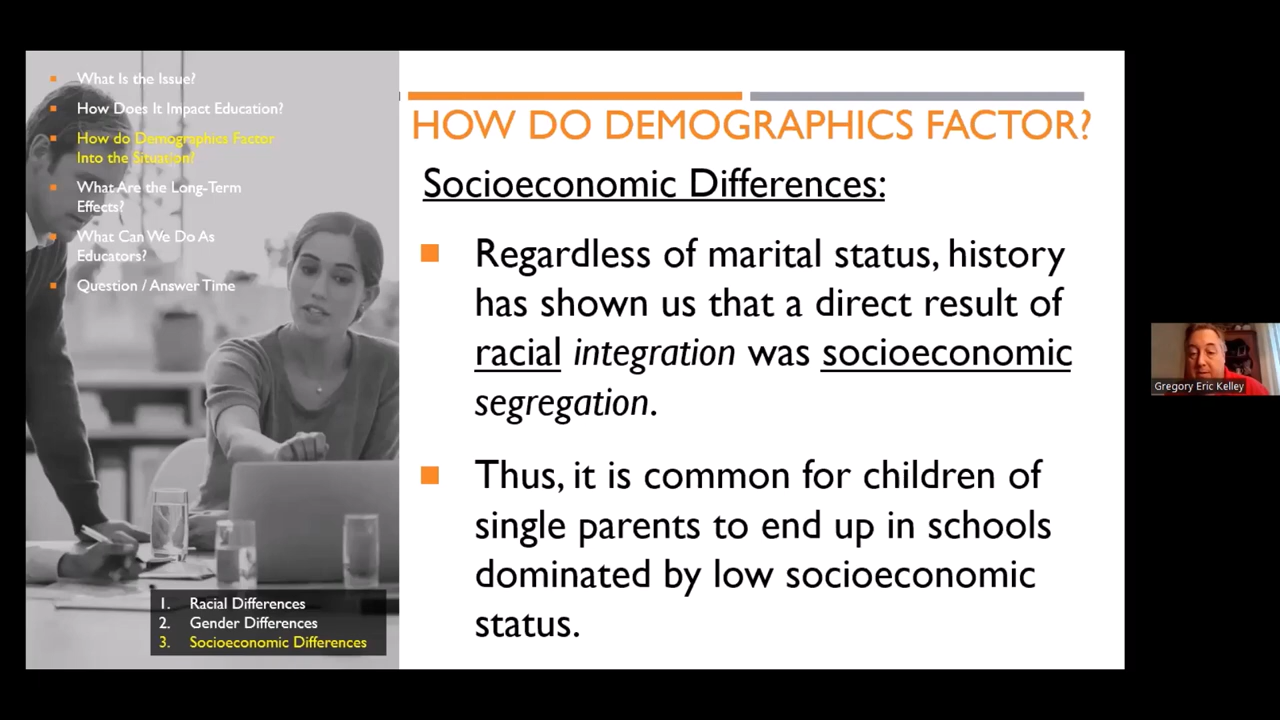 What Is the Issue?
How Does It Impact Education?
How do Demographics Factor
Into the Situation?
What Are the Long-Term
Effects?
What Can We Do As
Educators?
Question / Answer Time
1. Racial Differences
2. Gender Differences
3. Socioeconomic Differences
HOW DO DEMOGRAPHICS FACTOR?
Socioeconomic Differences:
Regardless of marital status, history
has shown us that a direct result of
racial integration was socioeconomic
segregation.
Thus, it is common for children of
single parents to end up in schools
dominated by low socioeconomic
status.
Gregory Eric Kelley